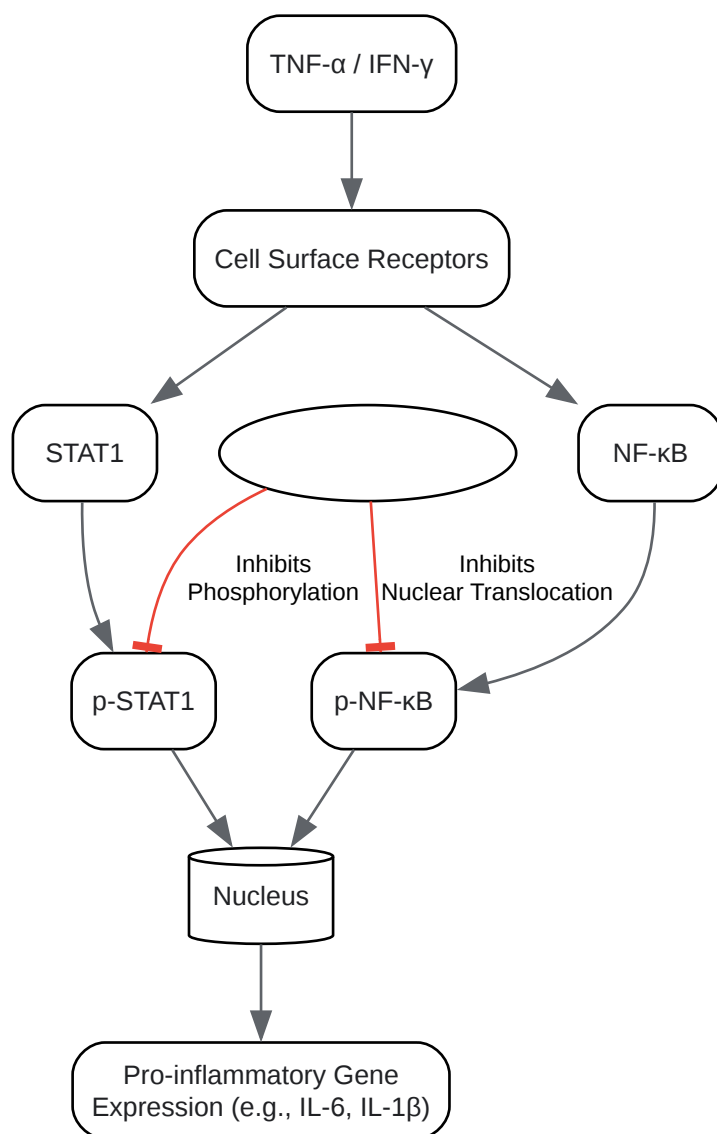 TNF-α / IFN-γ
Cell Surface Receptors
STAT1
NF-κB
Inhibits
Phosphorylation
Inhibits
Nuclear Translocation
p-STAT1
p-NF-κB
Nucleus
Pro-inflammatory Gene
Expression (e.g., IL-6, IL-1β)